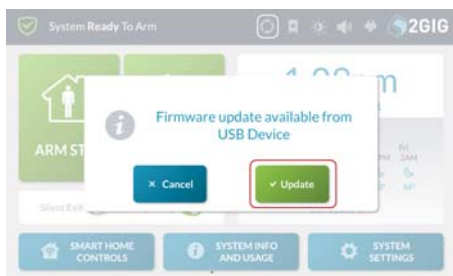 System Ready To Arm
2GIG
Firmware update available from
USB Device
ARM ST
× Cancel
✓ Update
Silent Exit
SMART HOME
CONTROLS
SYSTEM INFO
AND USAGE
SYSTEM
SETTINGS